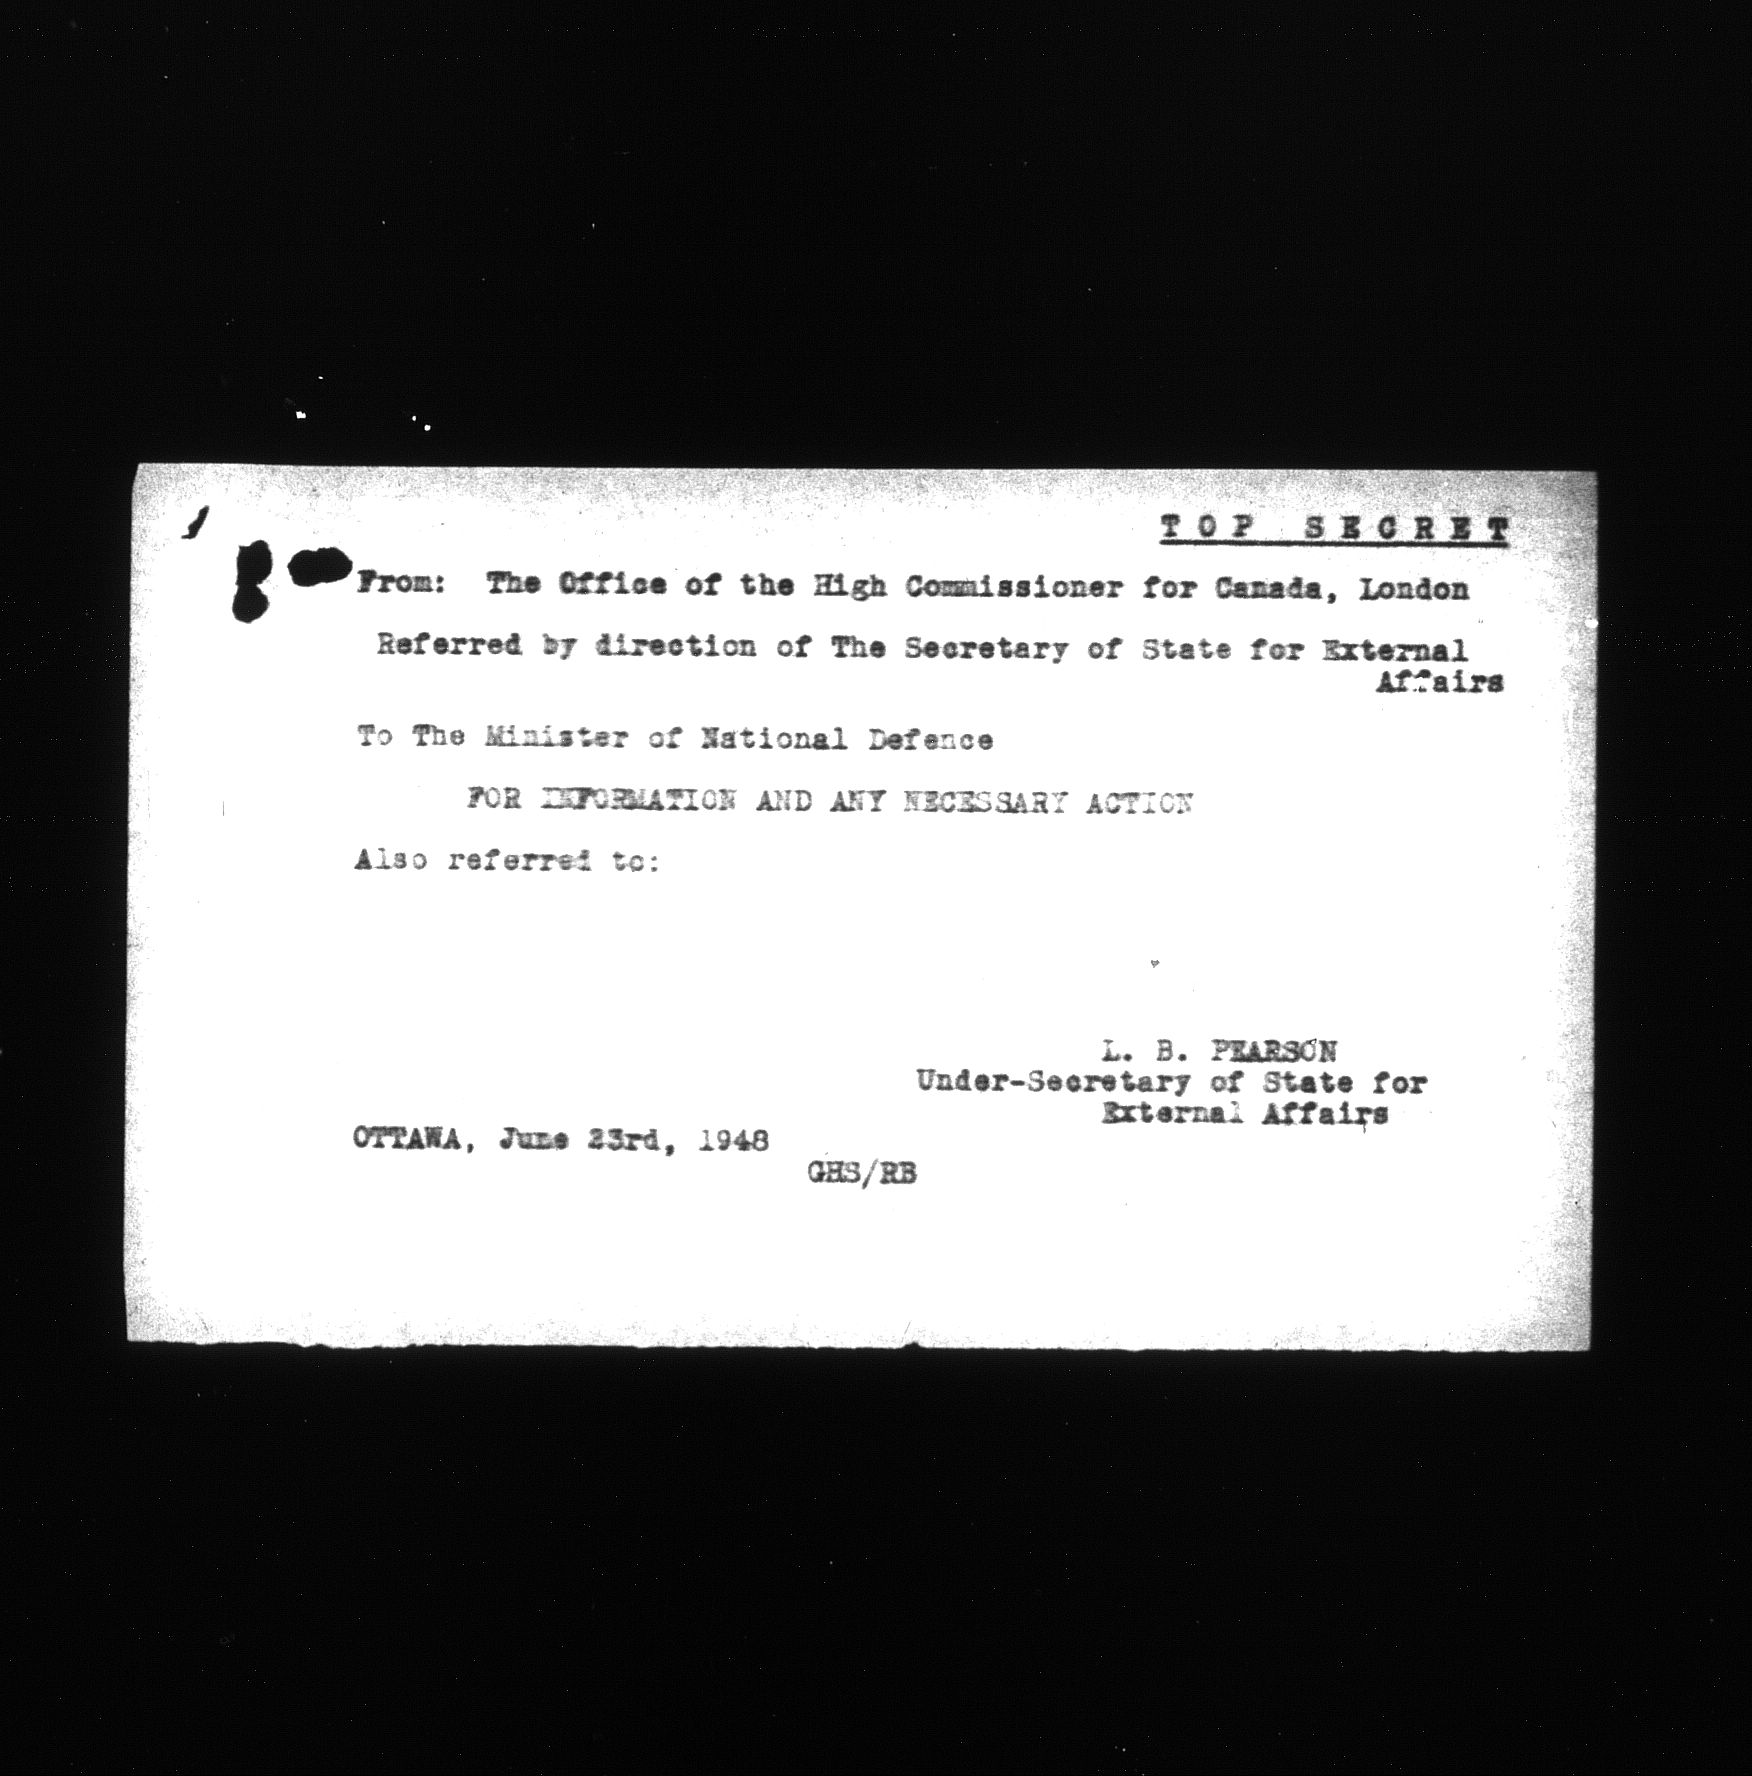 TOP SECRET
From: The Office of the High Commissioner for Canada, London
Referred by direction of The Secretary of State for External
Affairs
To The Minister of National Defence
FOR INFORMATION AND ANY NECESSARY ACTION
Also referred to:
L. B. PEARSON
Under-Secretary of State for
External Affairs
OTTAWA, June 23rd, 1948
GHS/RB